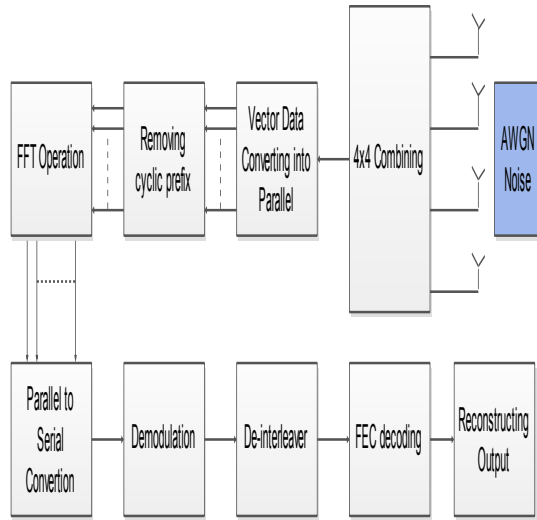 FFT Operation
Removing
cyclic prefix
Vector Data
Converting into
Parallel
4x4 Combining
AWGN
Noise
Parallel to
Serial
Convertion
Demodulation
De-interleaver
FEC decoding
Reconstructing
Output